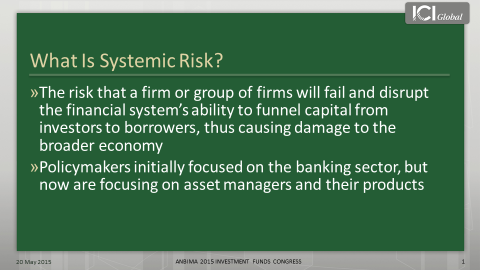 ICI Global
What Is Systemic Risk?
»The risk that a firm or group of firms will fail and disrupt
the financial system's ability to funnel capital from
investors to borrowers, thus causing damage to the
broader economy
»Policymakers initially focused on the banking sector, but
now are focusing on asset managers and their products
20 May 2015
ANBIMA 2015 INVESTMENT FUNDS CONGRESS
1